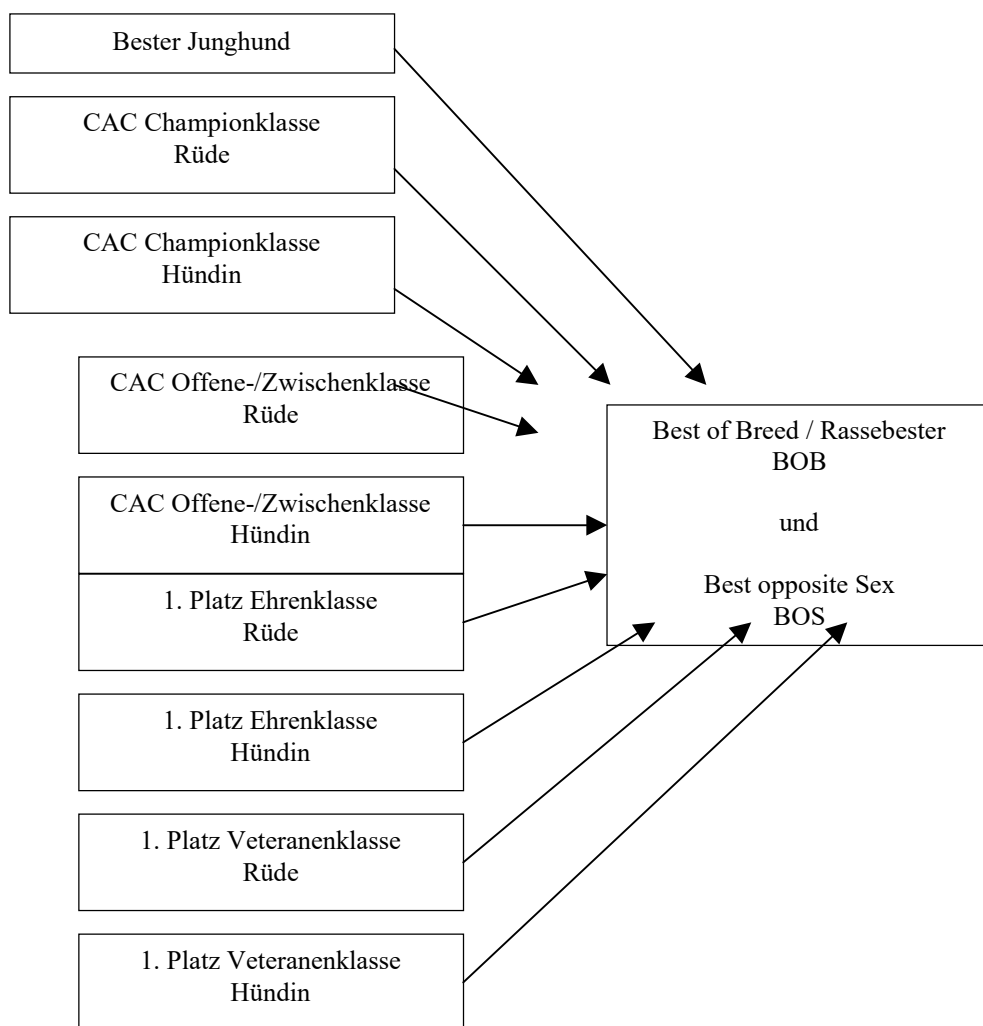 Bester Junghund
CAC Championklasse
Rüde
CAC Championklasse
Hündin
CAC Offene-/Zwischenklasse
Rüde
CAC Offene-/Zwischenklasse
Hündin
1. Platz Ehrenklasse
Rüde
1. Platz Ehrenklasse
Hündin
1. Platz Veteranenklasse
Rüde
1. Platz Veteranenklasse
Hündin
Best of Breed / Rassebester
BOB
und
Best opposite Sex
BOS